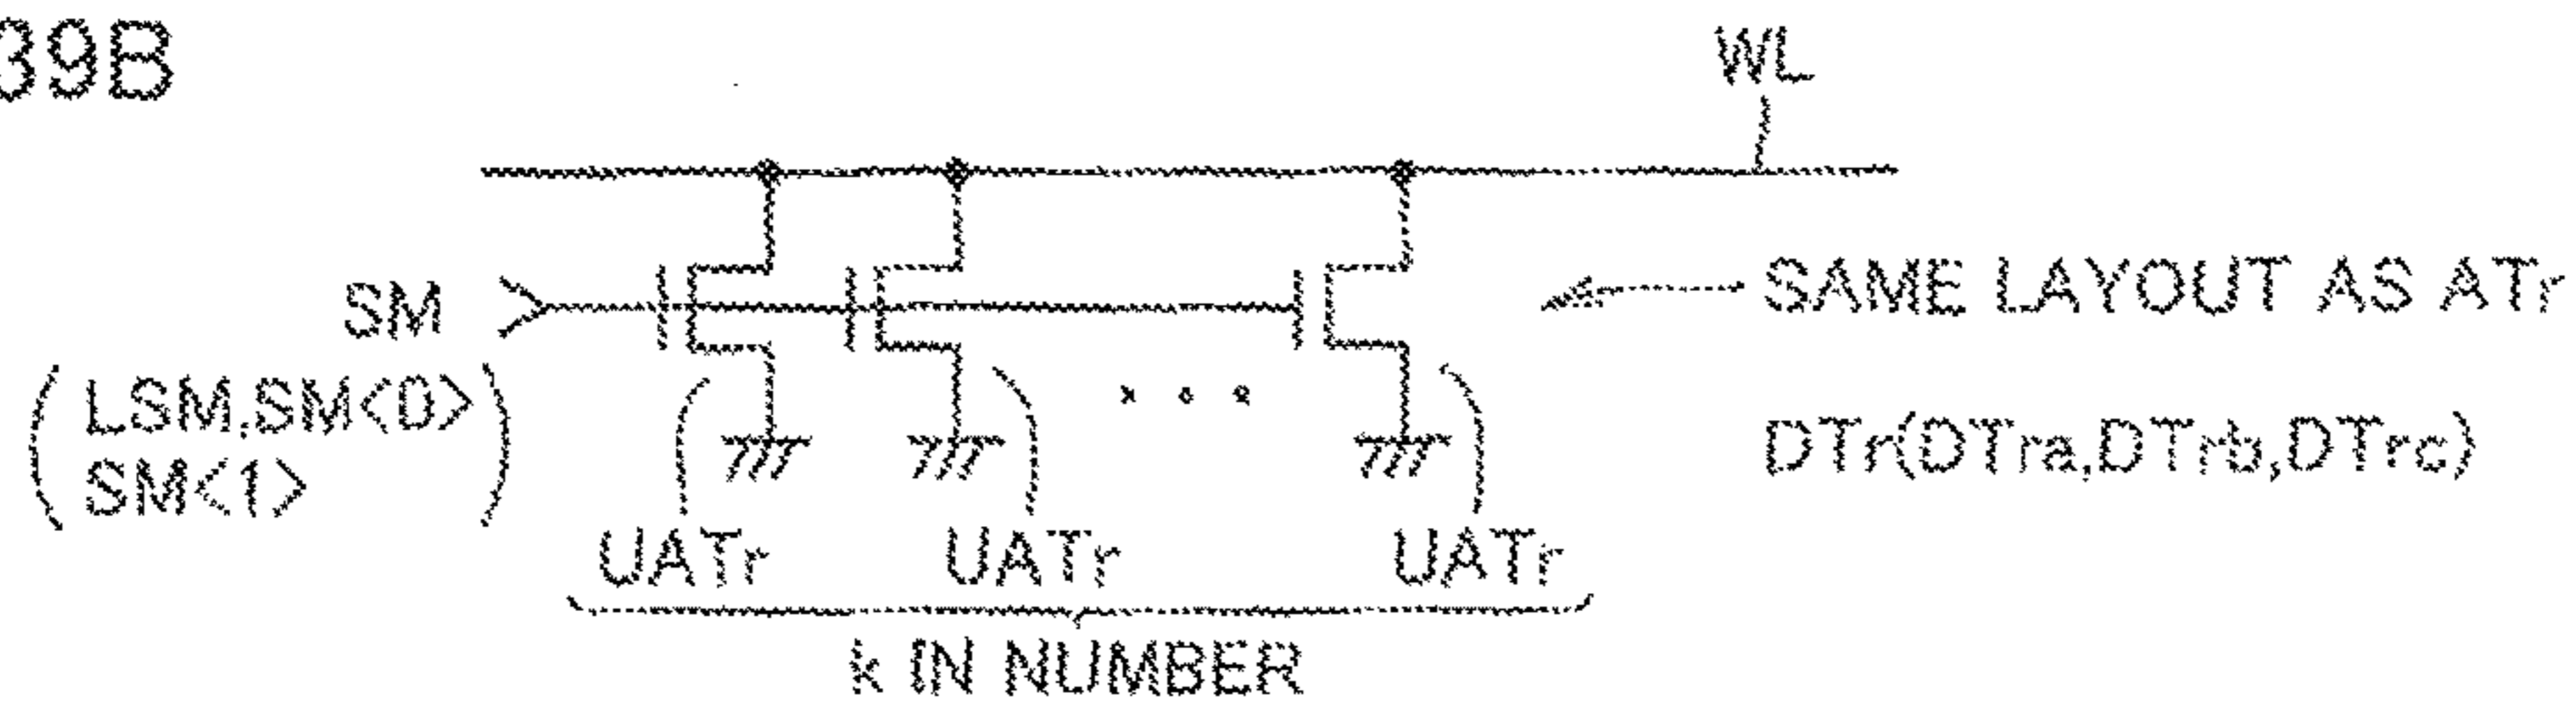 39B
WL
SM
SAME LAYOUT AS ATr
(LSM,SM<0>
SM<1>)
DTr(DTra,DTrb,DTrc)
UATr UATr UATr
k IN NUMBER